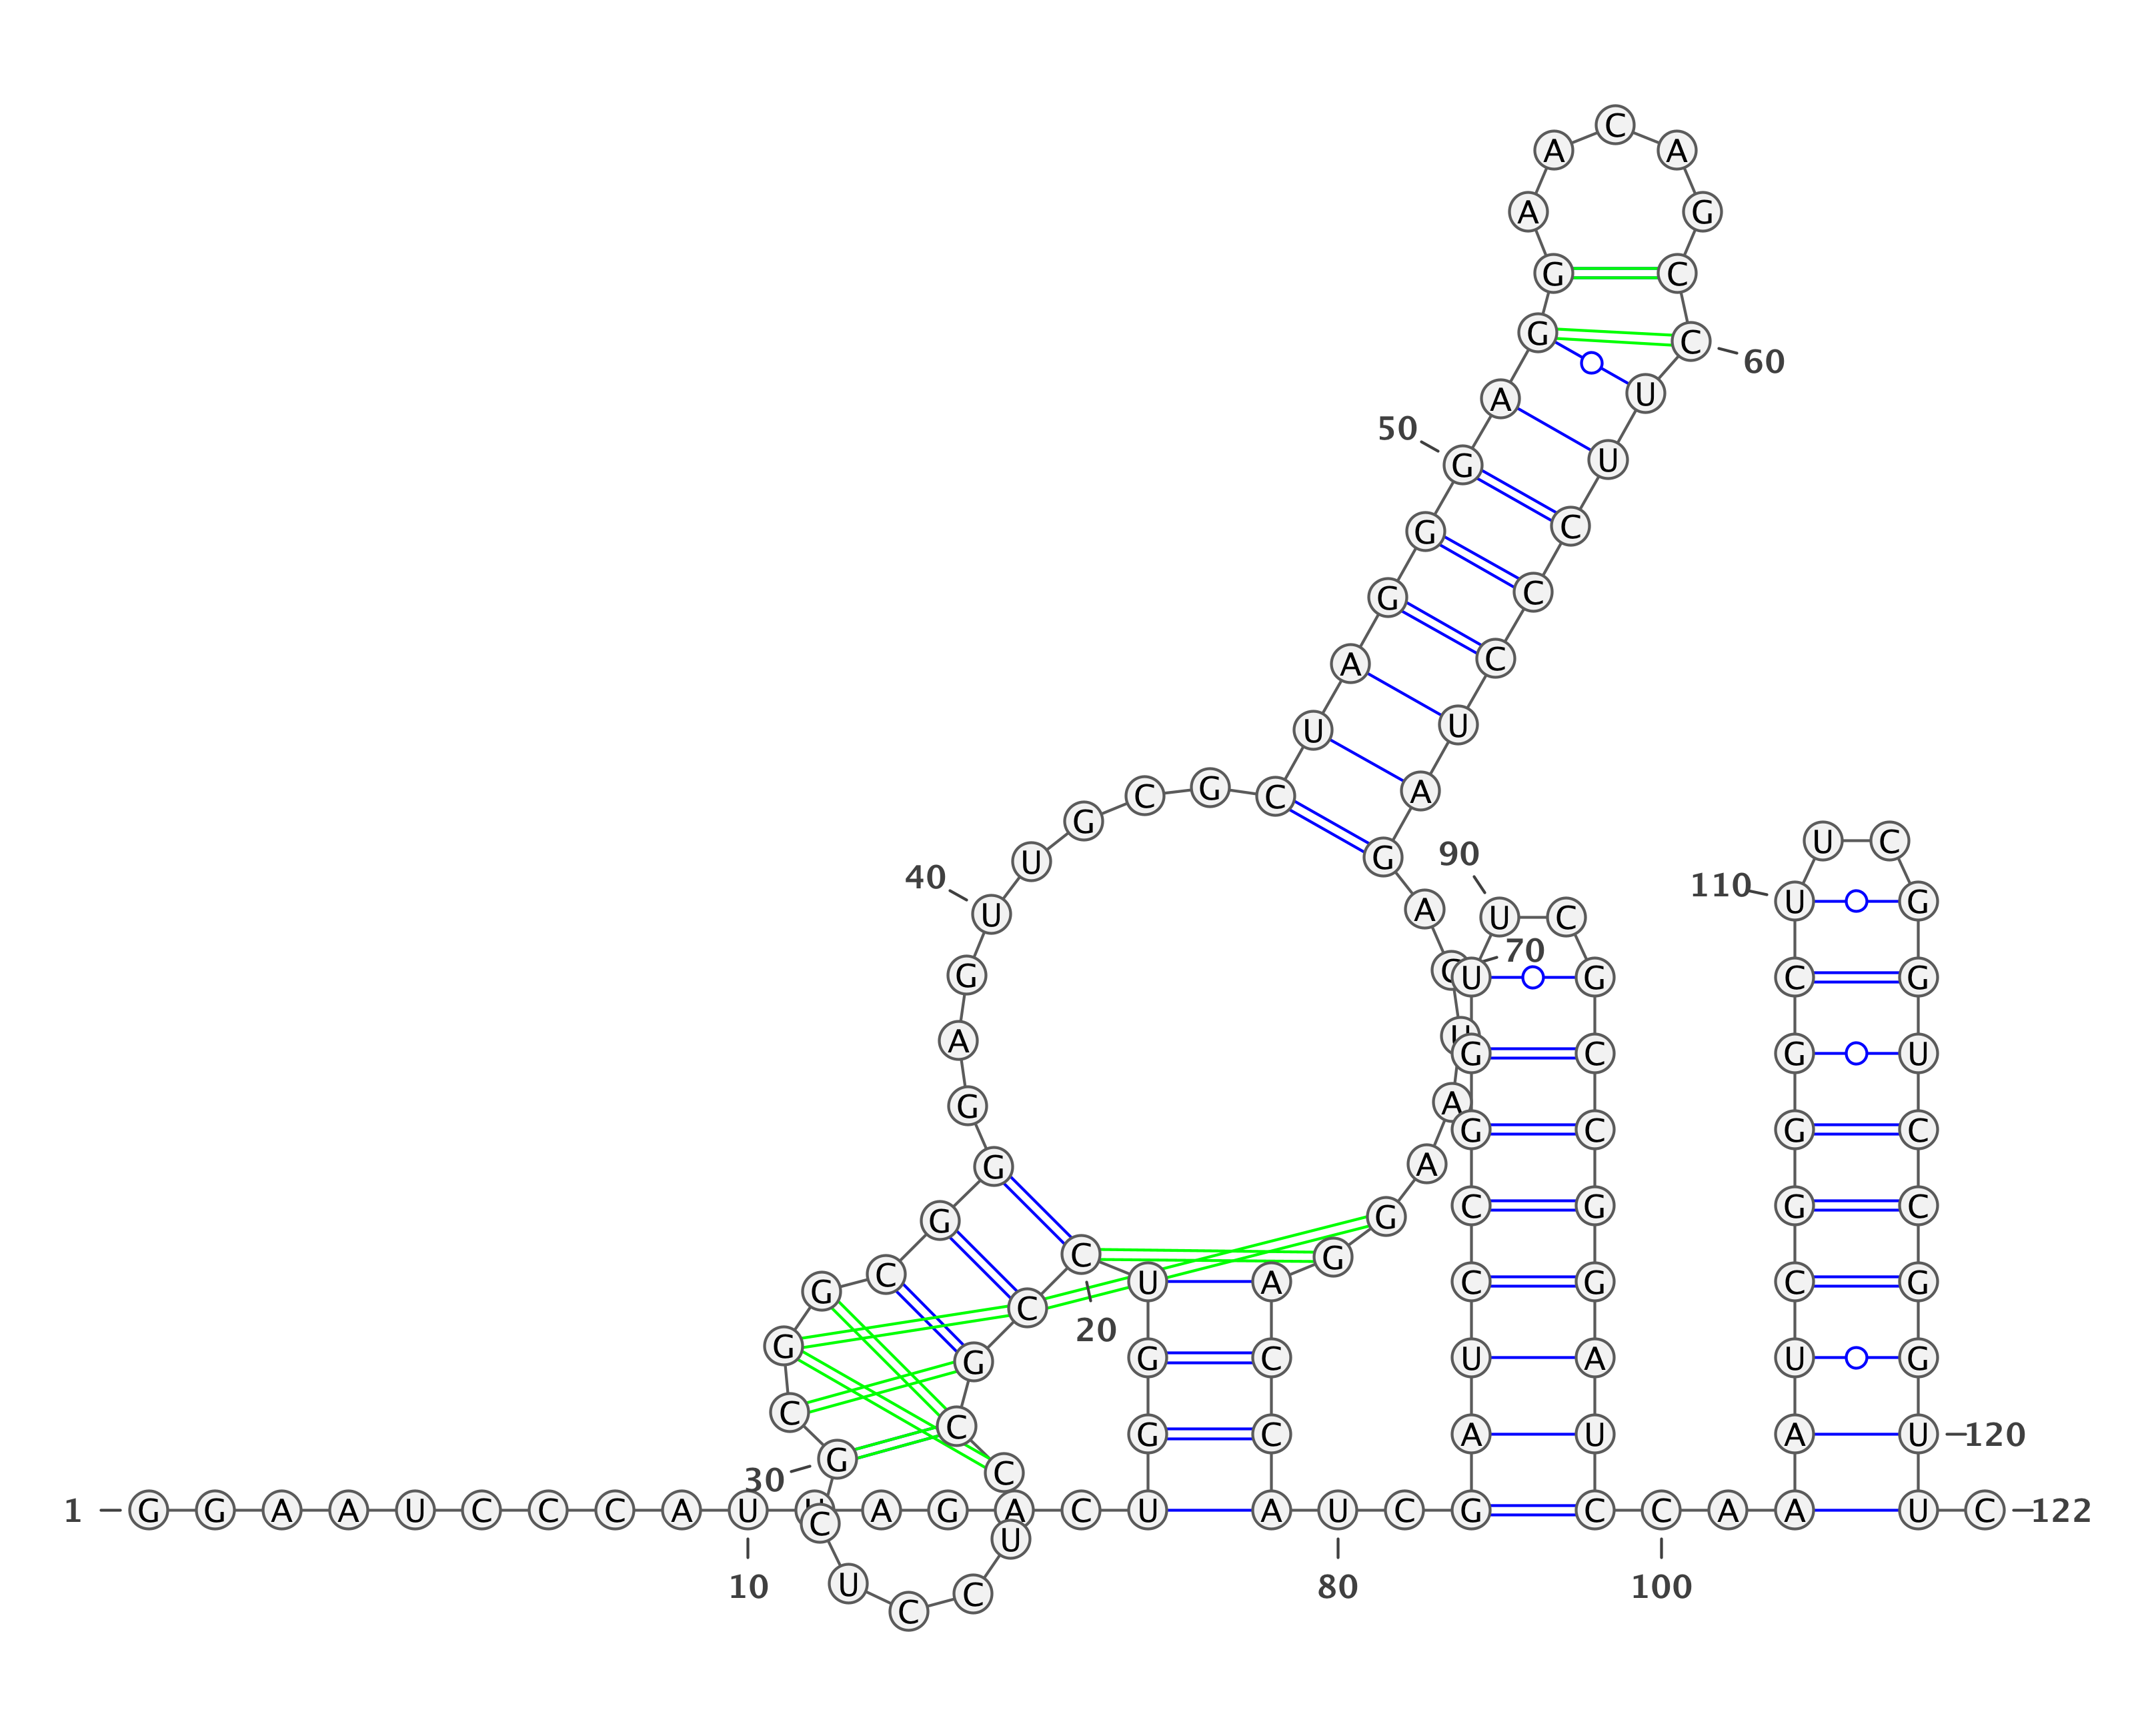 C
A A
A G
G C
G C 60
A U
50 G U
G C
G C
A C
U U
C G C A
G U C
40 U G 90
U A U C 110 U G
G C U 70 G C G
A U G C G U
G A G C G C
G A
G G C G G C
C G
G C U A C G C G
C 20
G G G C U A U G
C C
G C A U A U 120
30 G C
1 G G A A U C C C A U U A G A C U A U C G C C A A U C 122
C U
U C C
10 80 100